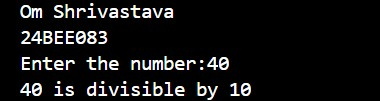 Om Shrivastava
24BEE083
Enter the number:40
40 is divisible by 10